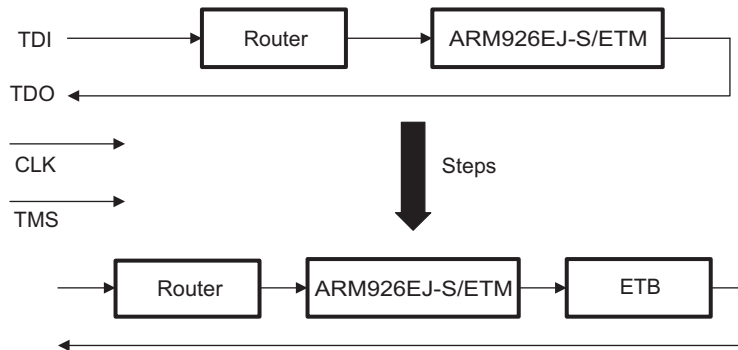 TDI
Router
ARM926EJ-S/ETM
TDO
CLK
Steps
TMS
Router
ARM926EJ-S/ETM
ETB